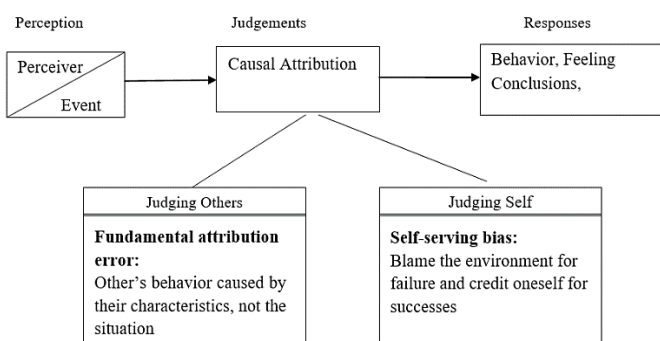 Perception
Judgements
Responses
Perceiver
Event
Causal Attribution
Behavior, Feeling
Conclusions,
Judging Others
Fundamental attribution
error:
Other's behavior caused by
their characteristics, not the
situation
Judging Self
Self-serving bias:
Blame the environment for
failure and credit oneself for
successes